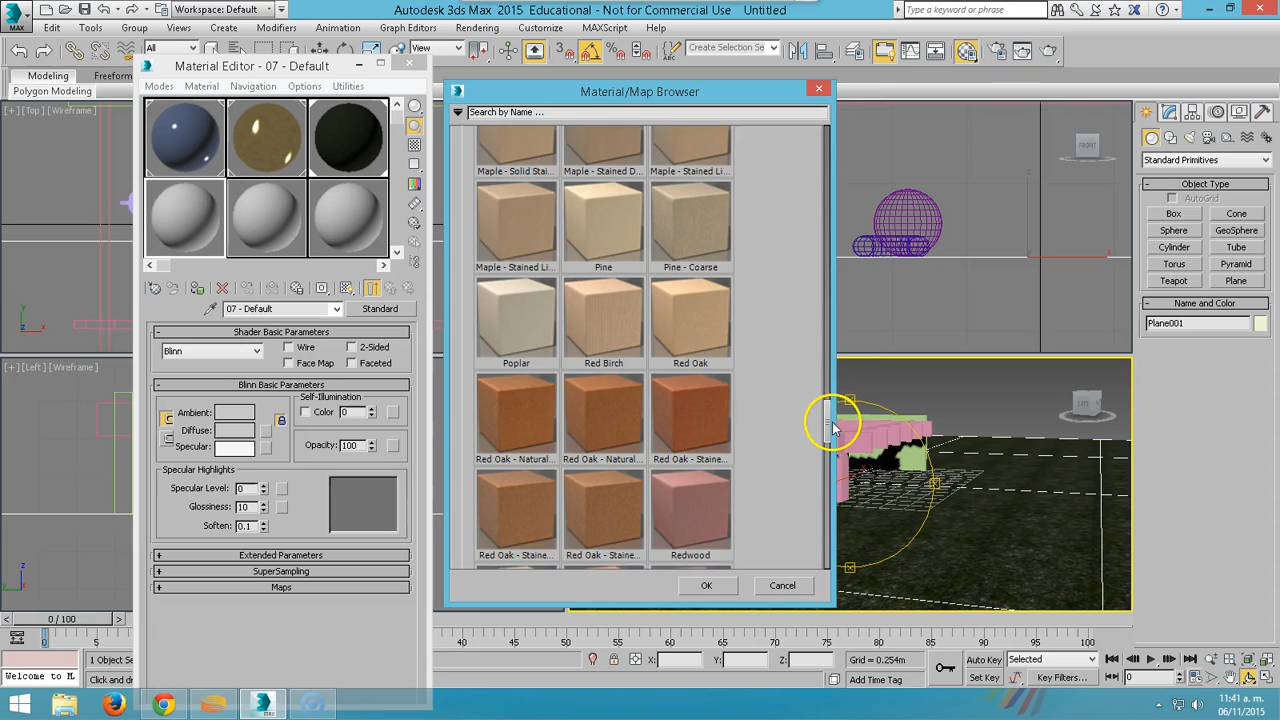 Workspace: Default
Autodesk 3ds Max 2015 Educational - Not for Commercial Use Untitled
Type a keyword or phrase
MAX
Edit Tools Group Views Create Modifiers Animation Graph Editors Rendering Customize MAXScript Help
All
View
Create Selection Se
Modeling Freeform
Polygon Modeling
Material Editor - 07 - Default
Modes Material Navigation Options Utilities
07 - Default
Standard
Shader Basic Parameters
Blinn
Wire
2-Sided
Face Map
Faceted
Blinn Basic Parameters
Ambient:
Diffuse:
Specular:
Self-Illumination
Color 0
Opacity: 100
Specular Highlights
Specular Level: 0
Glossiness: 10
Soften: 0.1
Extended Parameters
SuperSampling
Maps
Material/Map Browser
Search by Name ...
Maple - Solid Stai...
Maple - Stained D...
Maple - Stained Li...
Maple - Stained Li...
Pine
Pine - Coarse
Poplar
Red Birch
Red Oak
Red Oak - Natural...
Red Oak - Natural...
Red Oak - Staine...
Red Oak - Staine...
Red Oak - Staine...
Redwood
OK
Cancel
[+] [Top] [Wireframe]
[+] [Left] [Wireframe]
FRONT
Standard Primitives
Object Type
AutoGrid
Box
Cone
Sphere
GeoSphere
Cylinder
Tube
Torus
Pyramid
Teapot
Plane
Name and Color
Plane001
0 / 100
0 5
40 45 50 55 60 65 70 75 80 85 90 95 100
1 Object Se
Welcome to M
Click
X: Y: Z:
Grid = 0.254m
Add Time Tag
Auto Key
Selected
Set Key
Key Filters...
0
11:41 a. m.
06/11/2015